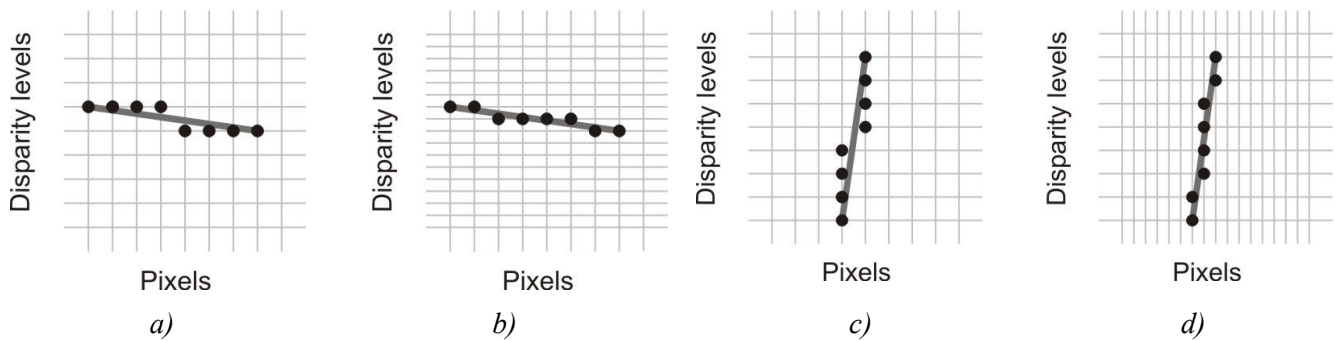 Disparity levels
Pixels
a)
Disparity levels
Pixels
b)
Disparity levels
Pixels
c)
Disparity levels
Pixels
d)